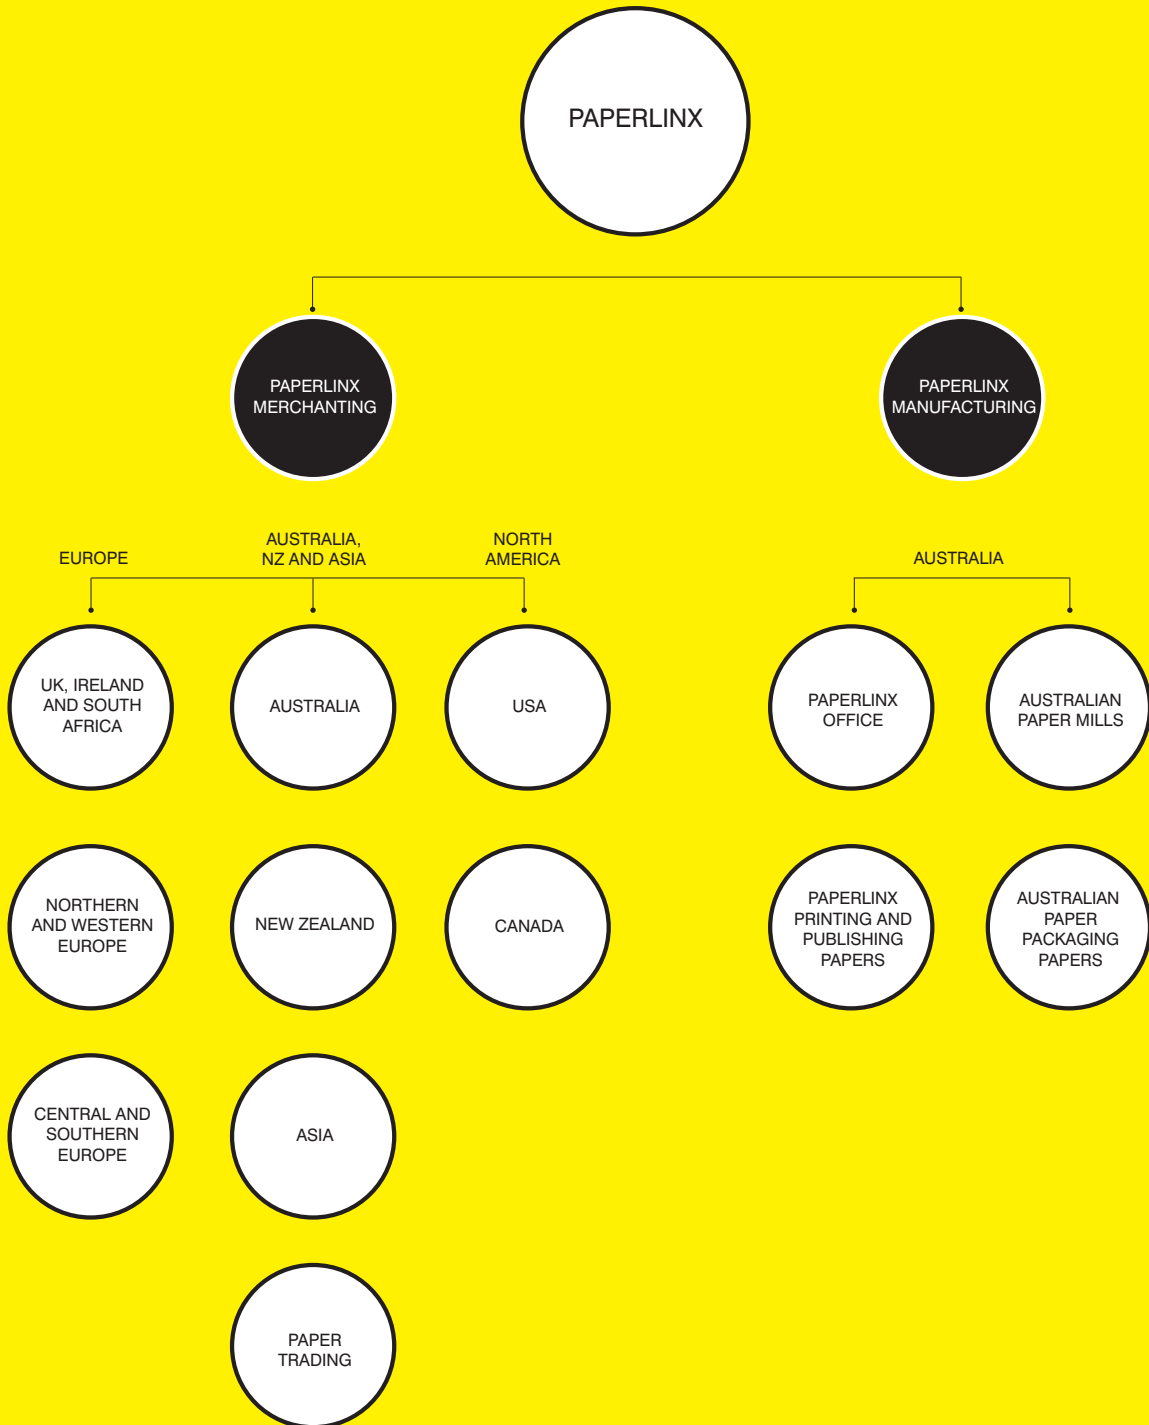 PAPERLINX
PAPERLINX
MERCHANTING
PAPERLINX
MANUFACTURING
EUROPE
AUSTRALIA,
NZ AND ASIA
NORTH
AMERICA
AUSTRALIA
UK, IRELAND
AND SOUTH
AFRICA
AUSTRALIA
USA
PAPERLINX
OFFICE
AUSTRALIAN
PAPER MILLS
NORTHERN
AND WESTERN
EUROPE
NEW ZEALAND
CANADA
PAPERLINX
PRINTING AND
PUBLISHING
PAPERS
AUSTRALIAN
PAPER
PACKAGING
PAPERS
CENTRAL AND
SOUTHERN
EUROPE
ASIA
PAPER
TRADING